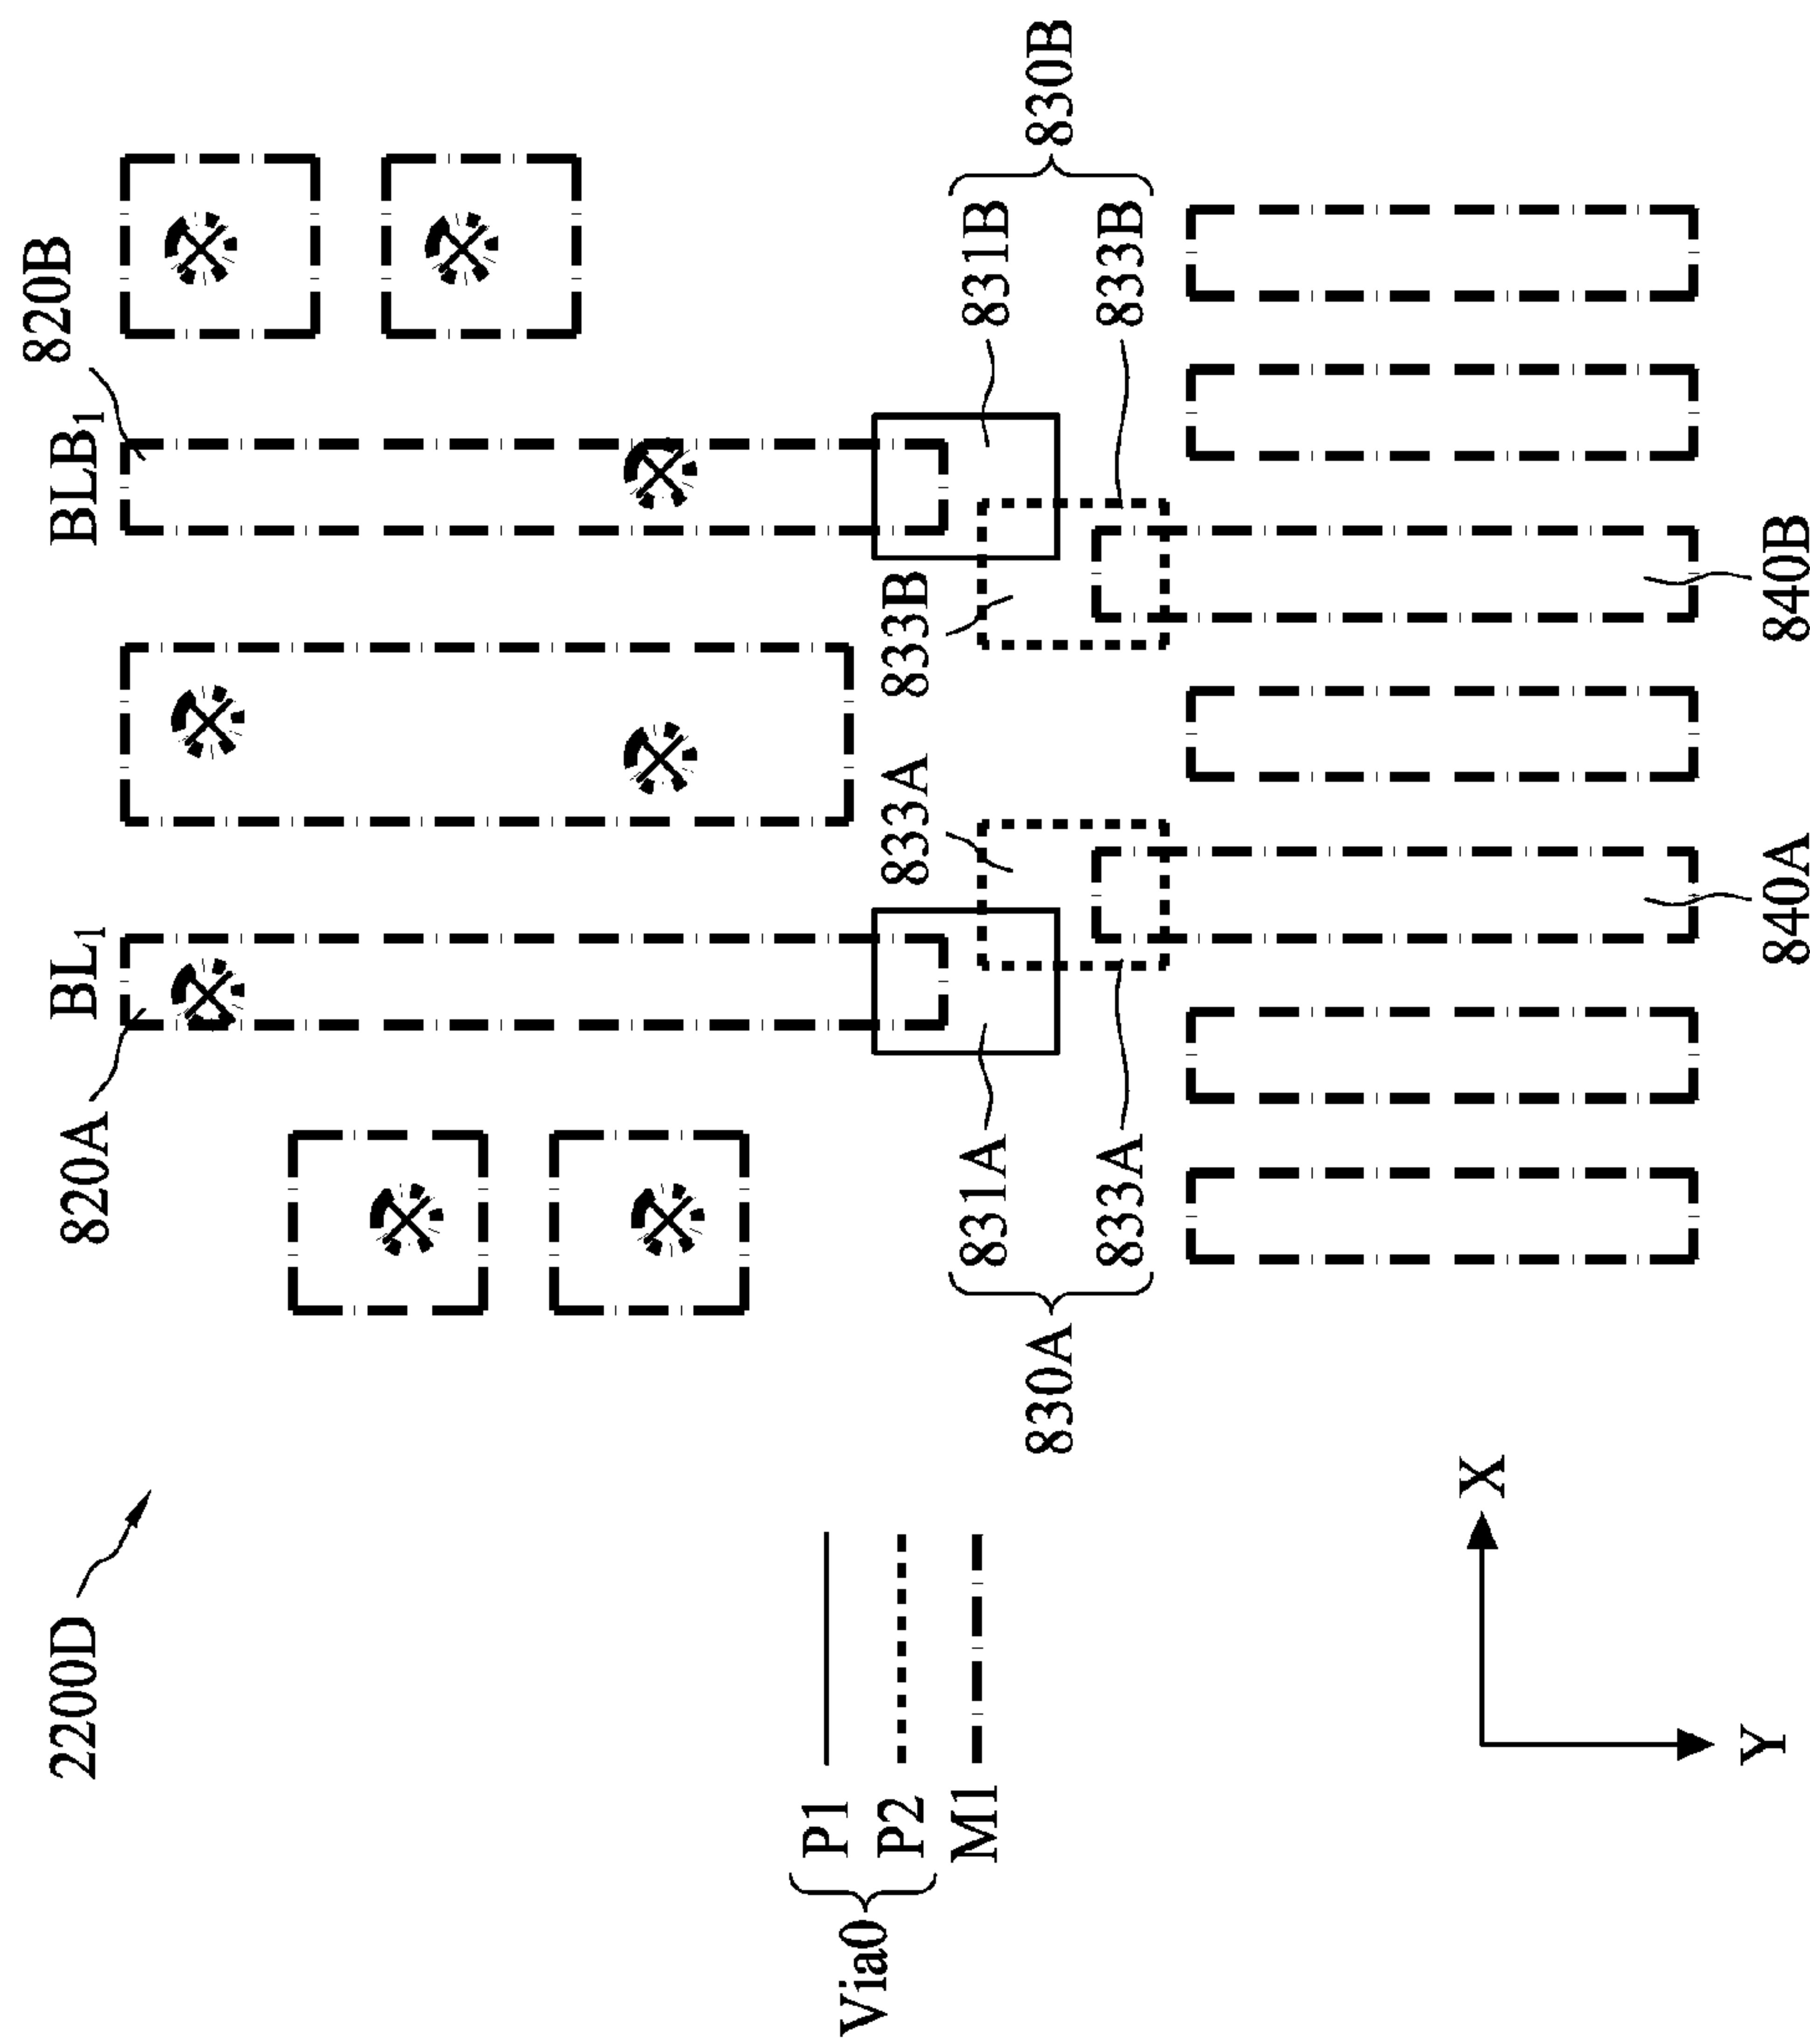 2200D
820A
BL₁
BLB₁
820B
Via0
P1
P2
M1
833A
833B
830A
831A
831B
830B
833A
833B
840A
840B
X
Y